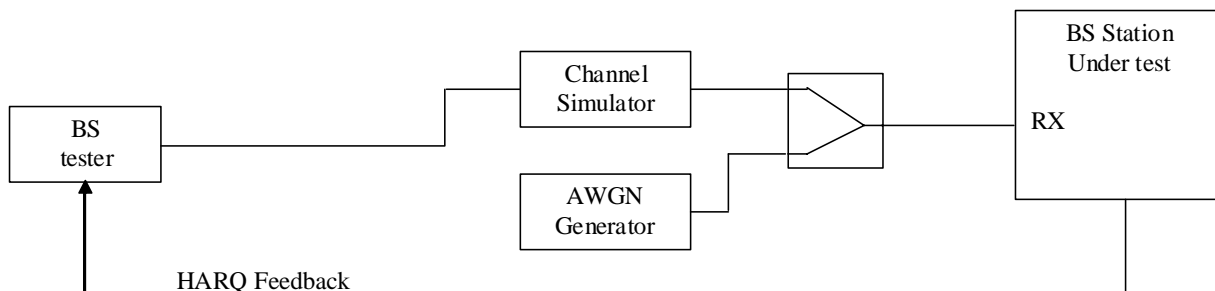 BS Station
Under test
Channel
Simulator
BS
tester
RX
AWGN
Generator
HARQ Feedback